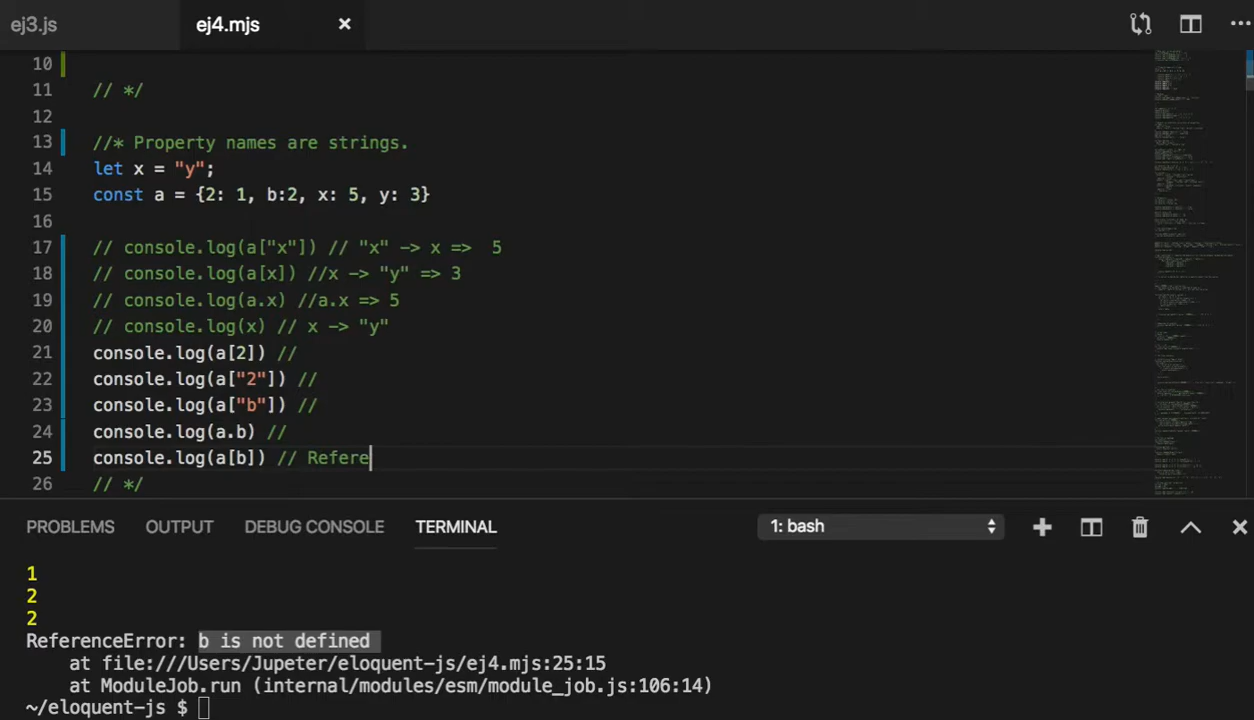 ej3.js ej4.mjs ×
10
11 // */
12
13 //* Property names are strings.
14 let x = "y";
15 const a = {2: 1, b:2, x: 5, y: 3}
16
17 // console.log(a["x"]) // "x" -> x =>  5
18 // console.log(a[x]) //x -> "y" => 3
19 // console.log(a.x) //a.x => 5
20 // console.log(x) // x -> "y"
21 console.log(a[2]) //
22 console.log(a["2"]) //
23 console.log(a["b"]) //
24 console.log(a.b) //
25 console.log(a[b]) // Refere
26 // */
PROBLEMS OUTPUT DEBUG CONSOLE TERMINAL 1: bash
1
2
2
ReferenceError: b is not defined
    at file:///Users/Jupeter/eloquent-js/ej4.mjs:25:15
    at ModuleJob.run (internal/modules/esm/module_job.js:106:14)
~/eloquent-js $